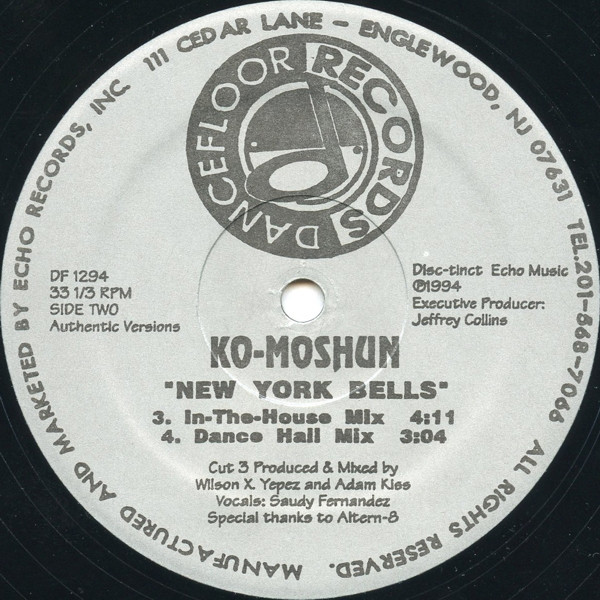 MANUFACTURED AND MARKETED BY ECHO RECORDS, INC. 111 CEDAR LANE - ENGLEWOOD, NJ 07631 TEL.201-568-7066 ALL RIGHTS RESERVED.
DANCEFLOOR RECORDS
DF 1294
33 1/3 RPM
SIDE TWO
Authentic Versions
Disc-tinct Echo Music
℗1994
Executive Producer:
Jeffrey Collins
KO-MOSHUN
"NEW YORK BELLS"
3. In-The-House Mix 4:11
4. Dance Hall Mix 3:04
Cut 3 Produced & Mixed by
Wilson X. Yepez and Adam Kiss
Vocals: Saudy Fernandez
Special thanks to Altern-8